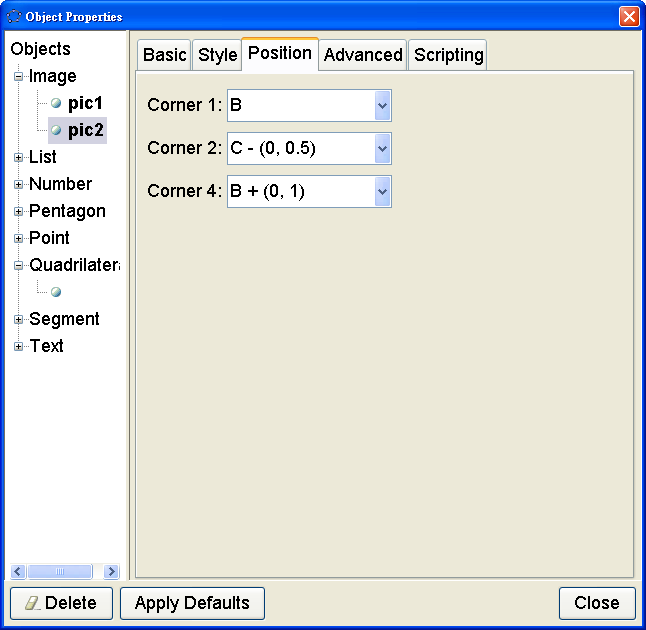 Object Properties
Objects
Image
pic1
pic2
List
Number
Pentagon
Point
Quadrilatera
Segment
Text
Basic Style Position Advanced Scripting
Corner 1: B
Corner 2: C - (0, 0.5)
Corner 4: B + (0, 1)
Delete Apply Defaults Close